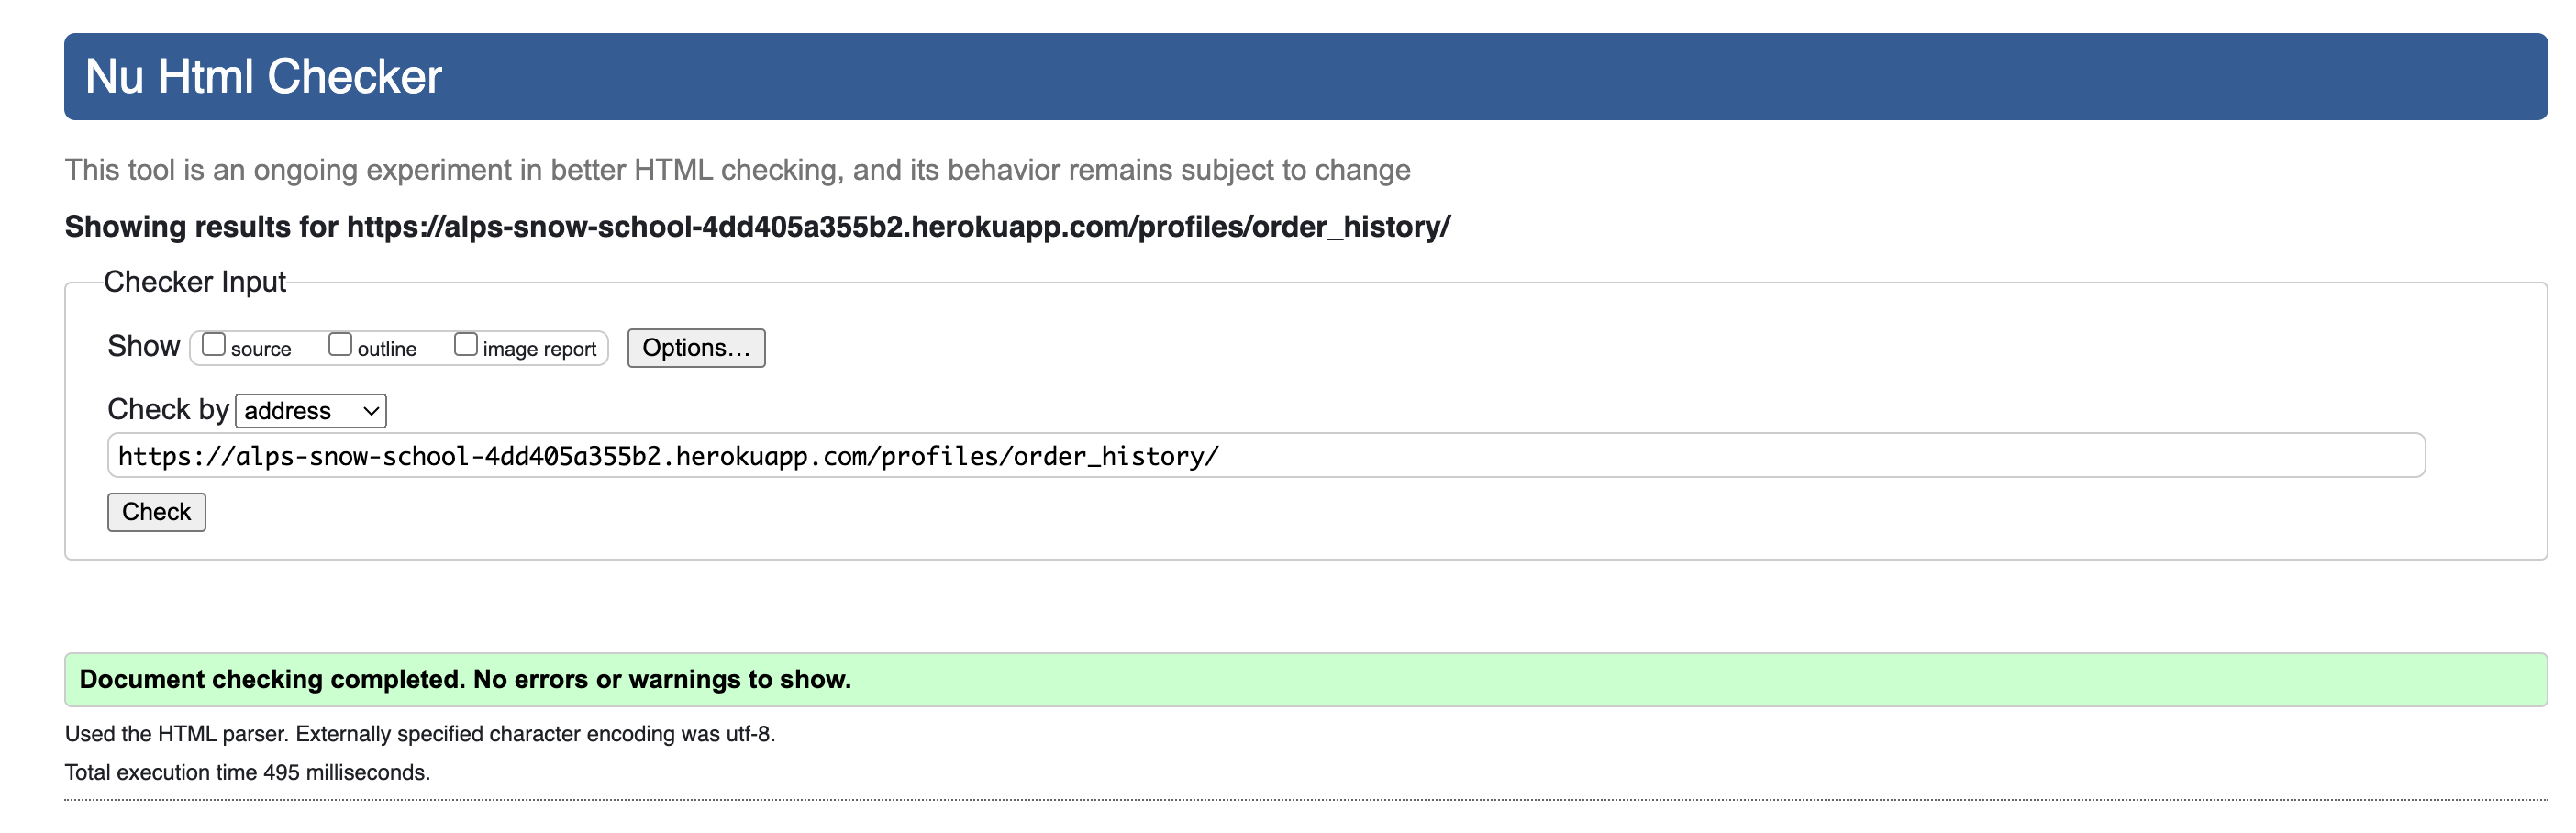 Nu Html Checker
This tool is an ongoing experiment in better HTML checking, and its behavior remains subject to change
Showing results for https://alps-snow-school-4dd405a355b2.herokuapp.com/profiles/order_history/
Checker Input
Show source outline image report Options...
Check by address
https://alps-snow-school-4dd405a355b2.herokuapp.com/profiles/order_history/
Check
Document checking completed. No errors or warnings to show.
Used the HTML parser. Externally specified character encoding was utf-8.
Total execution time 495 milliseconds.